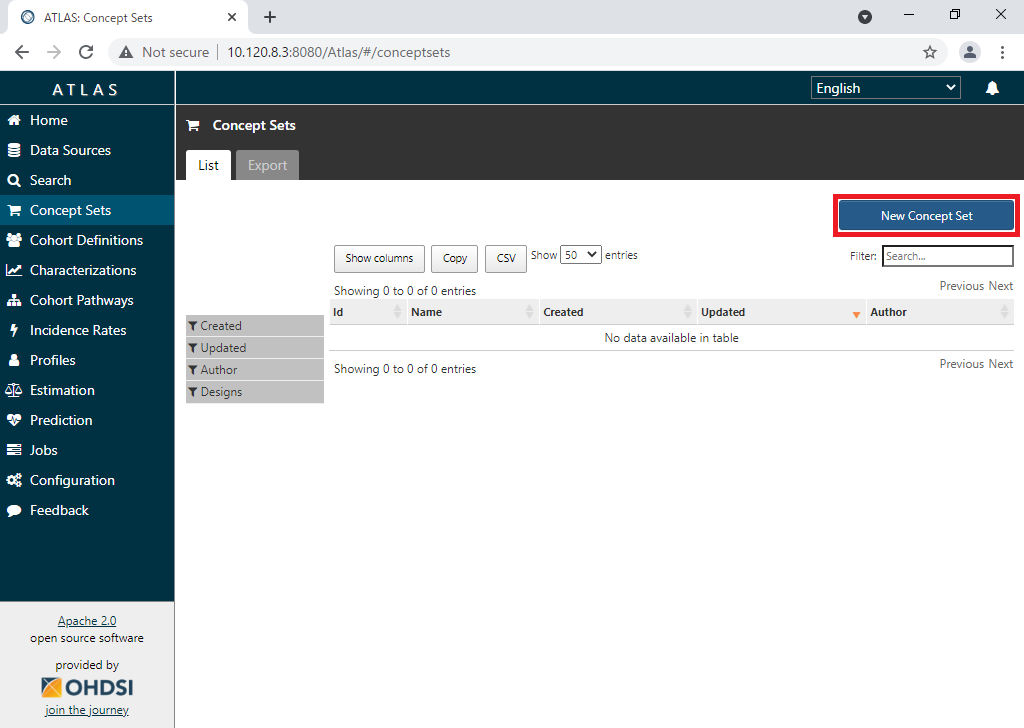 ATLAS: Concept Sets
Not secure
10.120.8.3:8080/Atlas/#/conceptsets
ATLAS
English
Home
Data Sources
Search
Concept Sets
Cohort Definitions
Characterizations
Cohort Pathways
Incidence Rates
Profiles
Estimation
Prediction
Jobs
Configuration
Feedback
Apache 2.0
open source software
provided by
OHDSI
join the journey
Concept Sets
List
Export
New Concept Set
Show columns
Copy
CSV
Show 50 entries
Filter:
Search...
Showing 0 to 0 of 0 entries
Previous Next
Created
Updated
Author
Designs
Id Name Created Updated Author
No data available in table
Showing 0 to 0 of 0 entries
Previous Next